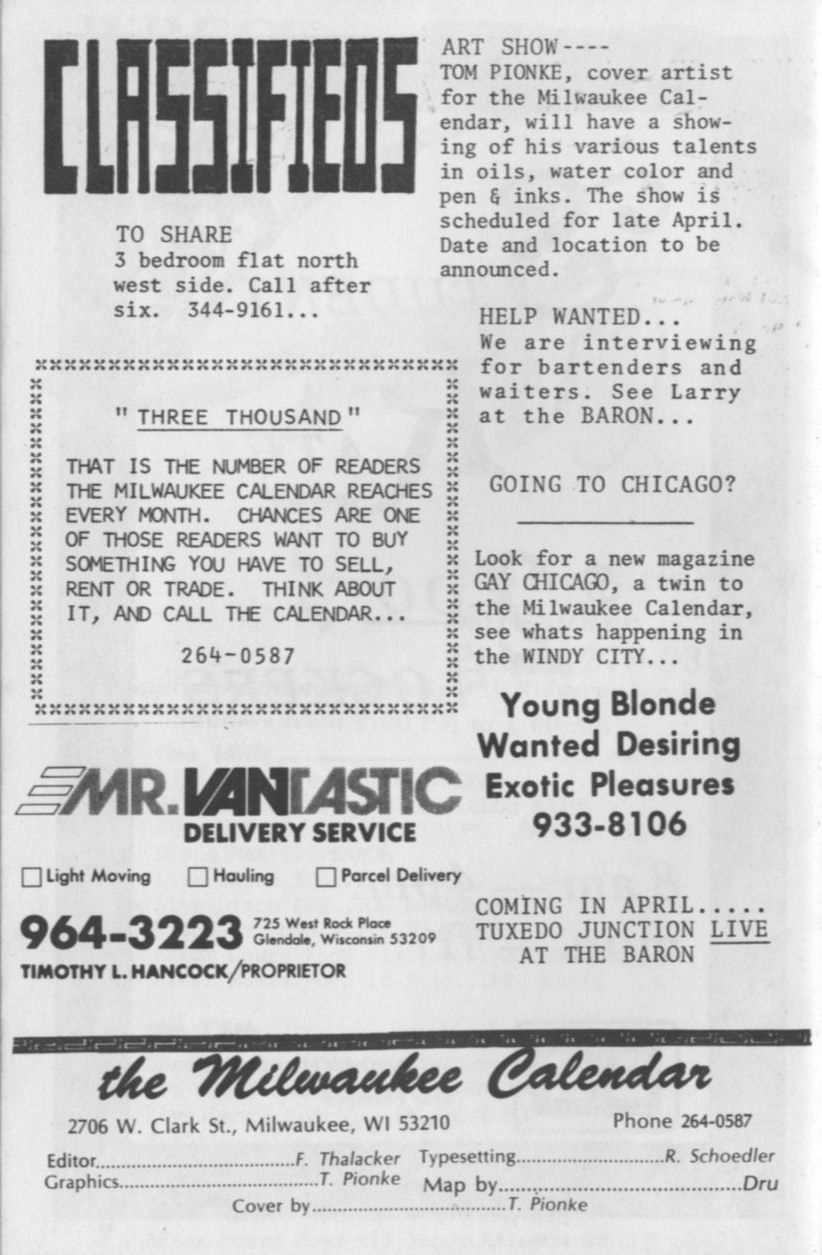 CLASSIFIEDS
TO SHARE
3 bedroom flat north
west side. Call after
six. 344-9161...
" THREE THOUSAND "
THAT IS THE NUMBER OF READERS
THE MILWAUKEE CALENDAR REACHES
EVERY MONTH. CHANCES ARE ONE
OF THOSE READERS WANT TO BUY
SOMETHING YOU HAVE TO SELL,
RENT OR TRADE. THINK ABOUT
IT, AND CALL THE CALENDAR...
264-0587
MR. VANTASTIC
DELIVERY SERVICE
Light Moving Hauling Parcel Delivery
964-3223 725 West Rock Place
Glendale, Wisconsin 53209
TIMOTHY L. HANCOCK/PROPRIETOR
ART SHOW----
TOM PIONKE, cover artist
for the Milwaukee Cal-
endar, will have a show-
ing of his various talents
in oils, water color and
pen & inks. The show is
scheduled for late April.
Date and location to be
announced.
HELP WANTED...
We are interviewing
for bartenders and
waiters. See Larry
at the BARON...
GOING TO CHICAGO?
Look for a new magazine
GAY CHICAGO, a twin to
the Milwaukee Calendar,
see whats happening in
the WINDY CITY...
Young Blonde
Wanted Desiring
Exotic Pleasures
933-8106
COMING IN APRIL.....
TUXEDO JUNCTION LIVE
AT THE BARON
the Milwaukee Calendar
2706 W. Clark St., Milwaukee, WI 53210 Phone 264-0587
Editor....................................F. Thalacker Typesetting...........................R. Schoedler
Graphics....................................T. Pionke Map by............................................Dru
Cover by...................................T. Pionke